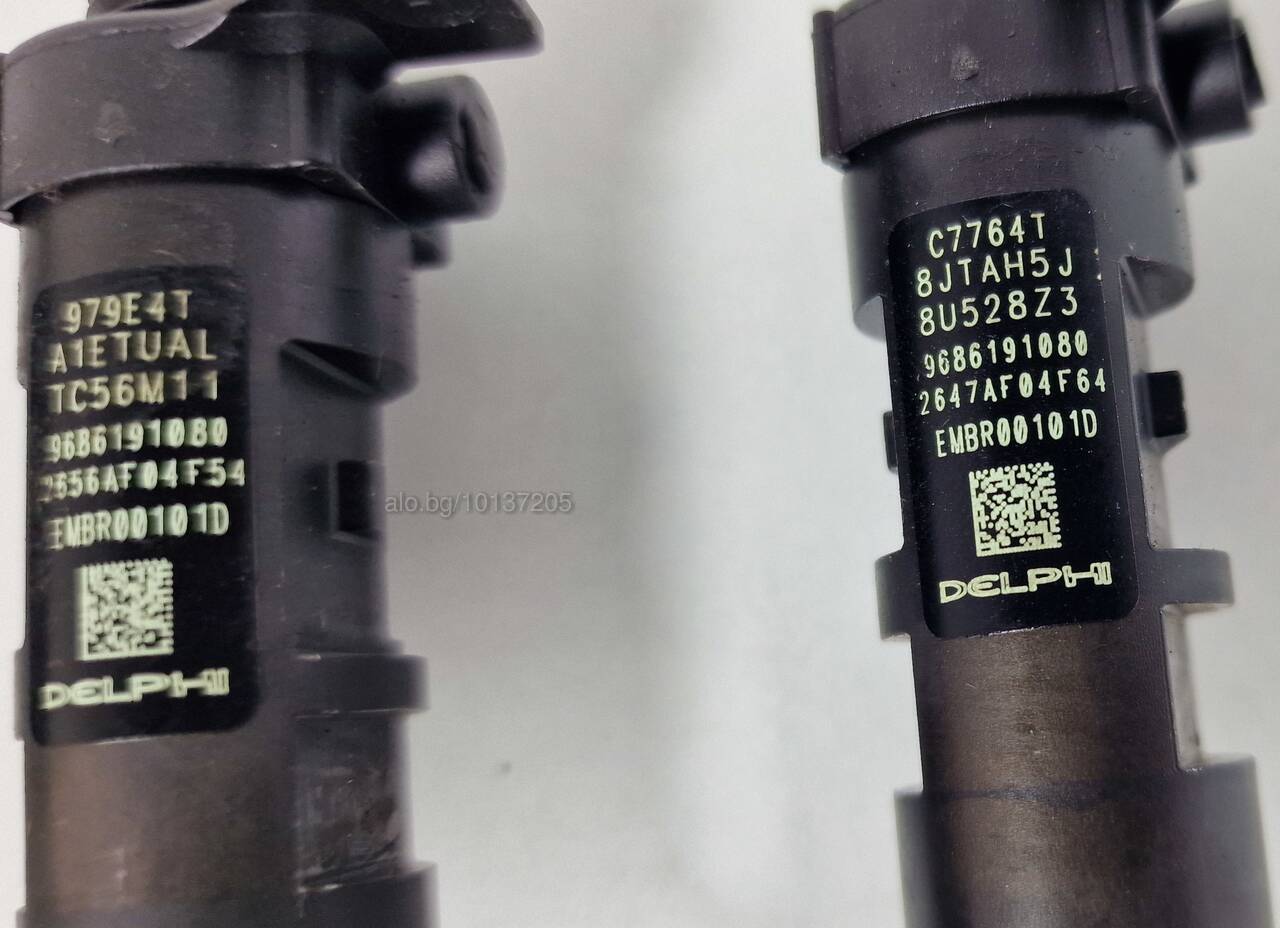 979E4T
A1ETUAL
TC56M11
9686191080
2656AF04F54
EMBR00101D
DELPHI
alo.bg/10137205
C7764T
8JTAH5J
8U528Z3
9686191080
2647AF04F64
EMBR00101D
DELPHI